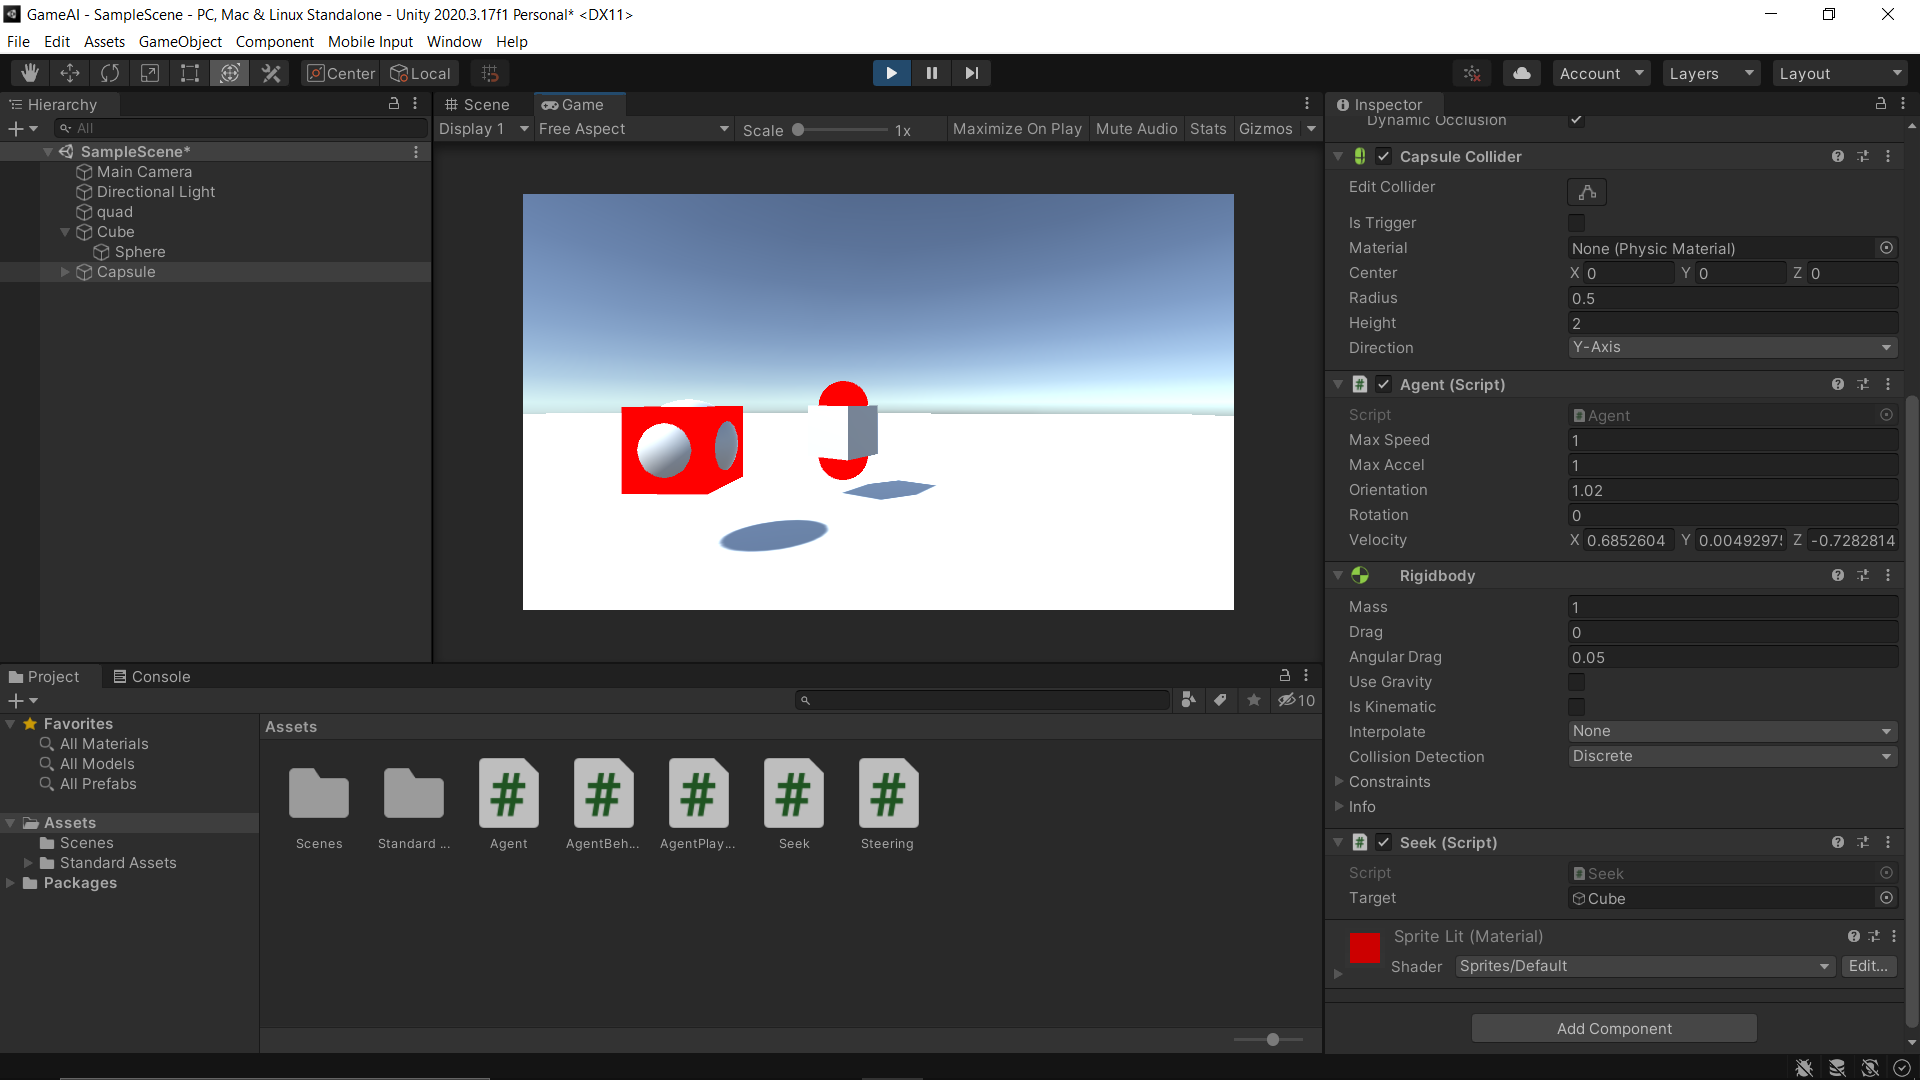 GameAI - SampleScene - PC, Mac & Linux Standalone - Unity 2020.3.17f1 Personal* <DX11>
File Edit Assets GameObject Component Mobile Input Window Help
Center Local Account Layers Layout
Hierarchy
All
SampleScene*
Main Camera
Directional Light
quad
Cube
Sphere
Capsule
Scene Game
Display 1 Free Aspect Scale 1x Maximize On Play Mute Audio Stats Gizmos
Inspector
Dynamic Occlusion
Capsule Collider
Edit Collider
Is Trigger
Material None (Physic Material)
Center X 0 Y 0 Z 0
Radius 0.5
Height 2
Direction Y-Axis
Agent (Script)
Script Agent
Max Speed 1
Max Accel 1
Orientation 1.02
Rotation 0
Velocity X 0.6852604 Y 0.0049297 Z -0.7282814
Rigidbody
Mass 1
Drag 0
Angular Drag 0.05
Use Gravity
Is Kinematic
Interpolate None
Collision Detection Discrete
Constraints
Info
Seek (Script)
Script Seek
Target Cube
Sprite Lit (Material)
Shader Sprites/Default Edit...
Add Component
Project Console
10
Favorites
All Materials
All Models
All Prefabs
Assets
Scenes
Standard Assets
Packages
Assets
Scenes Standard ... Agent AgentBeh... AgentPlay... Seek Steering